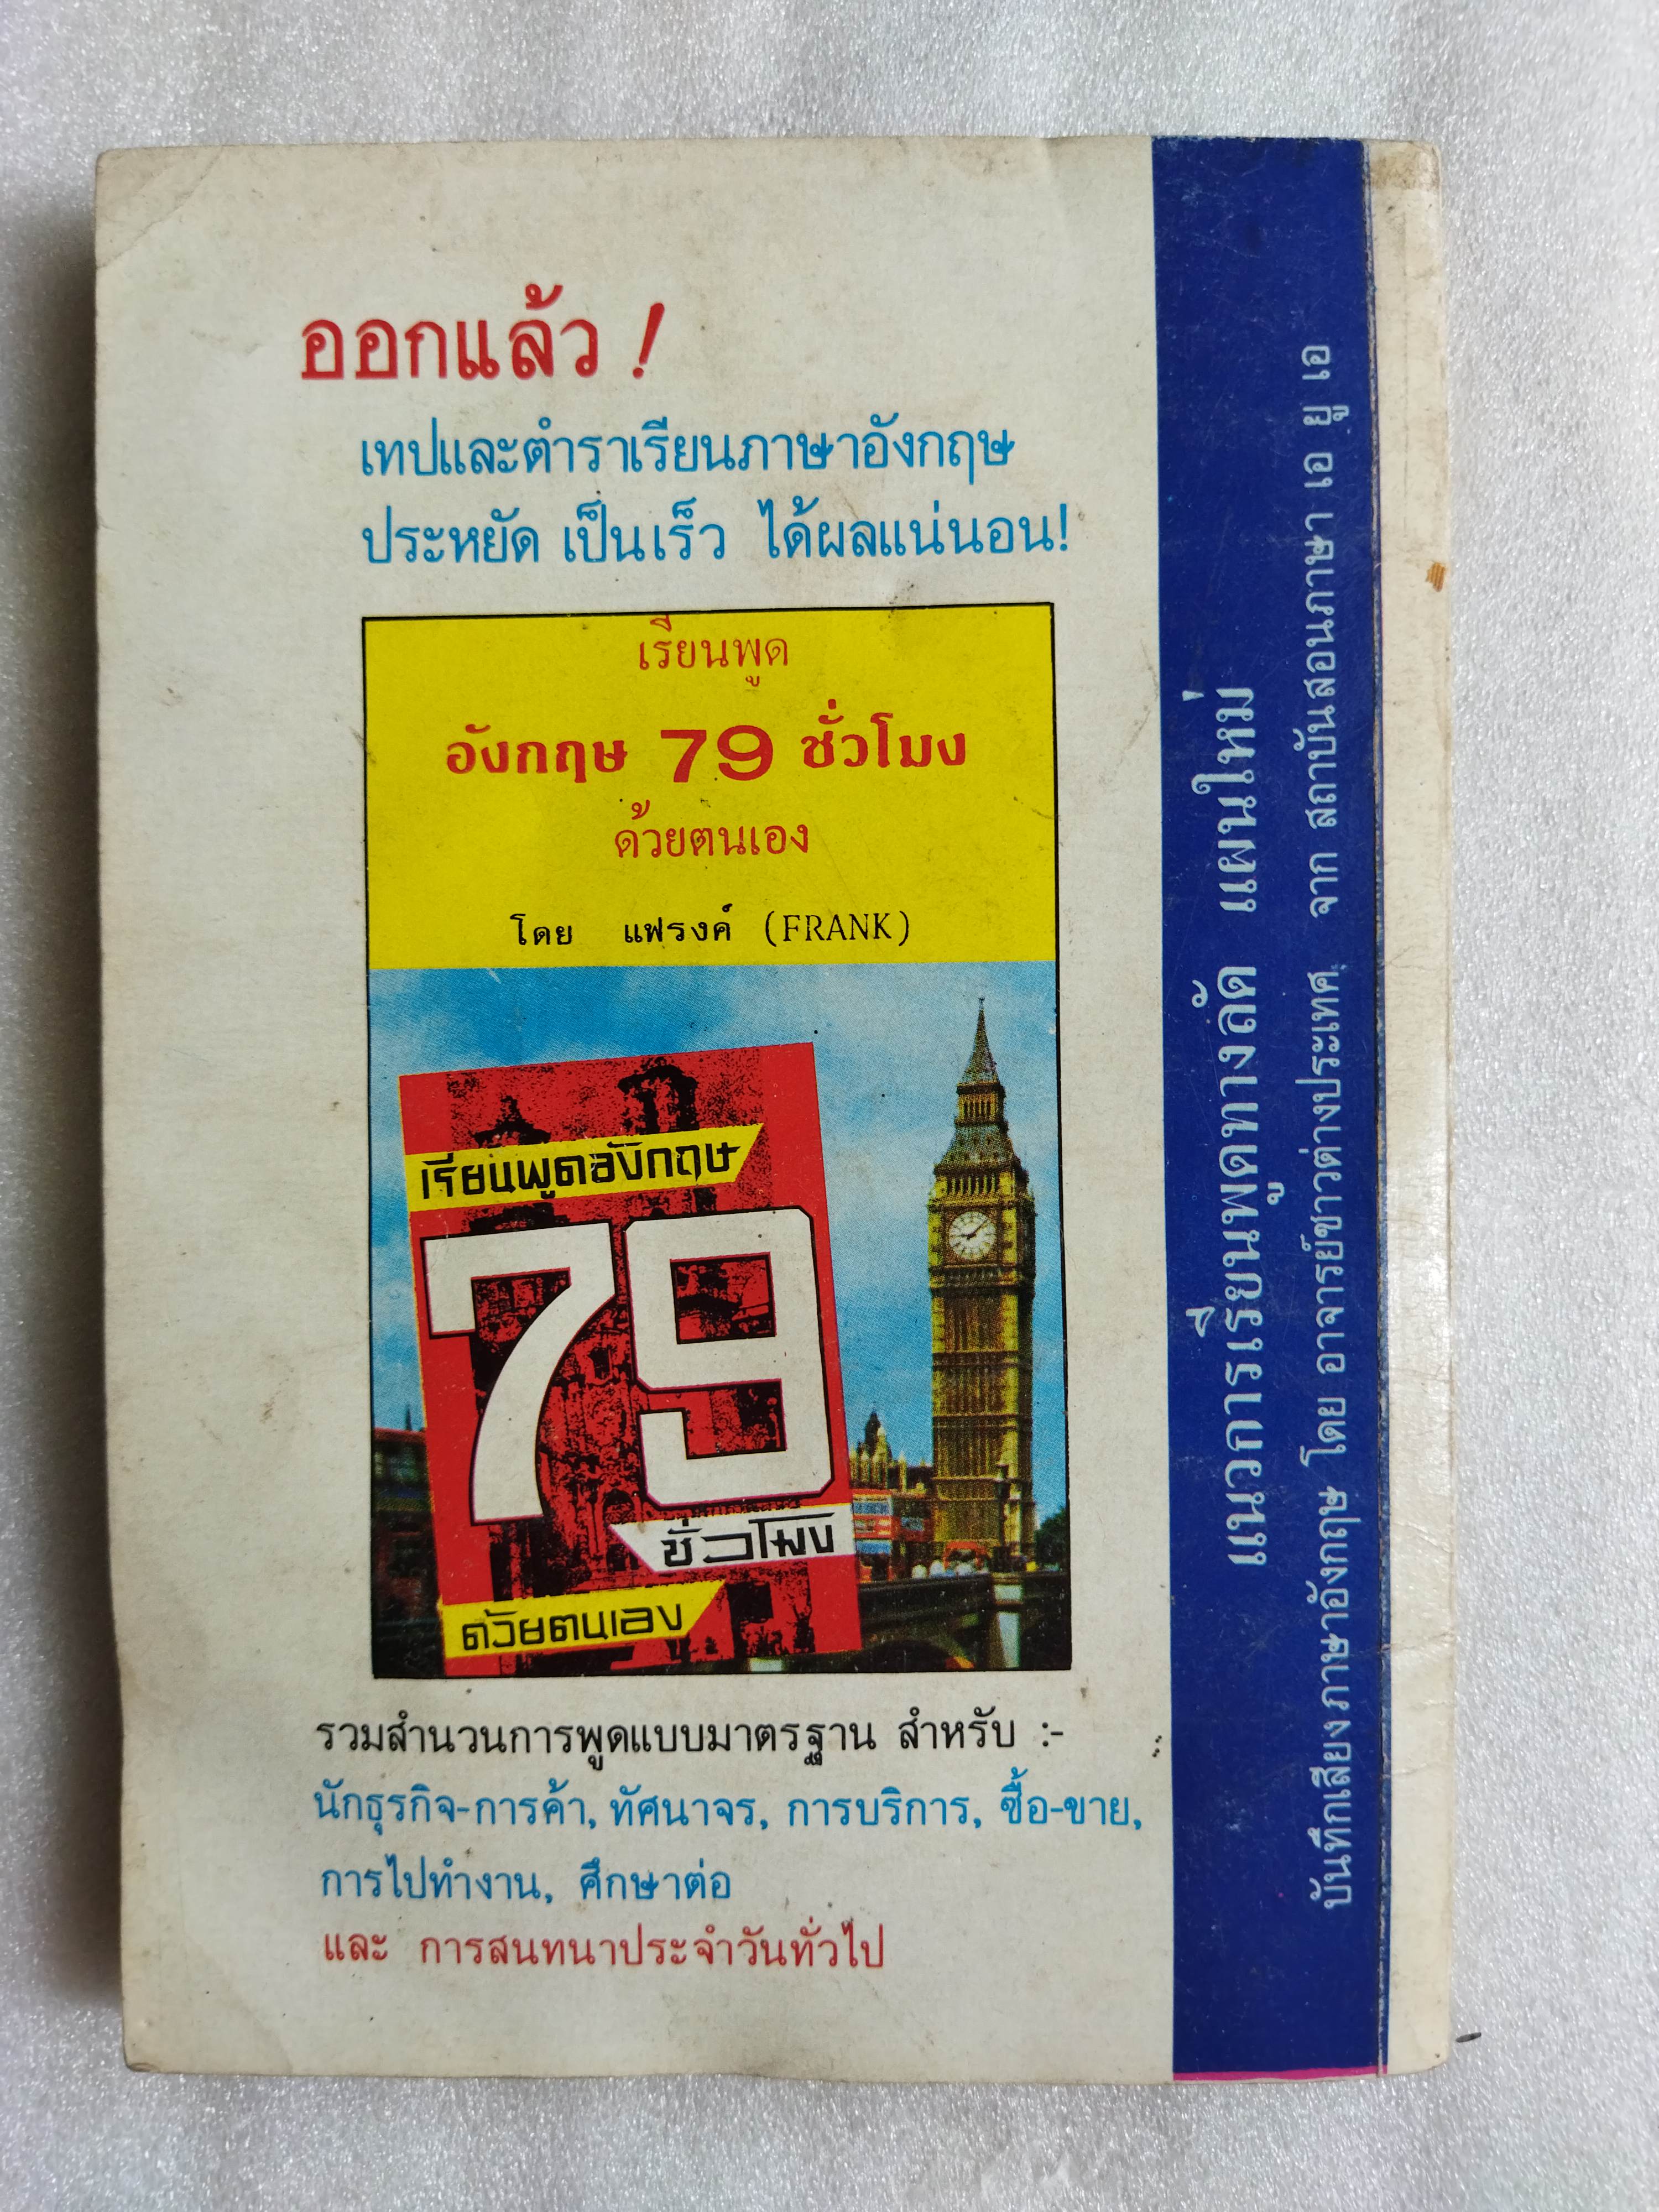 ออกแล้ว !
เทปและตำราเรียนภาษาอังกฤษ
ประหยัด เป็นเร็ว ได้ผลแน่นอน!
เรียนพูด
อังกฤษ 79 ชั่วโมง
ด้วยตนเอง
โดย แฟรงค์ (FRANK)
เรียนพูดอังกฤษ
79
ชั่วโมง
ด้วยตนเอง
รวมสำนวนการพูดแบบมาตรฐาน สำหรับ :-
นักธุรกิจ-การค้า, ทัศนาจร, การบริการ, ซื้อ-ขาย,
การไปทำงาน, ศึกษาต่อ
และ การสนทนาประจำวันทั่วไป
แนวการเรียนพูดทางลัด แผนใหม่
บันทึกเสียงภาษาอังกฤษ โดย อาจารย์ชาวต่างประเทศ จาก สถาบันสอนภาษา เอ ยู เอ